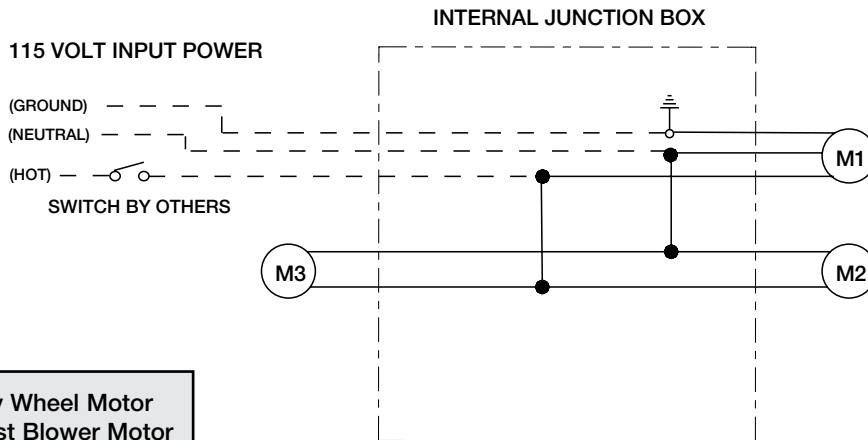 INTERNAL JUNCTION BOX
115 VOLT INPUT POWER
(GROUND)
(NEUTRAL)
(HOT)
SWITCH BY OTHERS
M1
M3
M2
Wheel Motor
Blower Motor